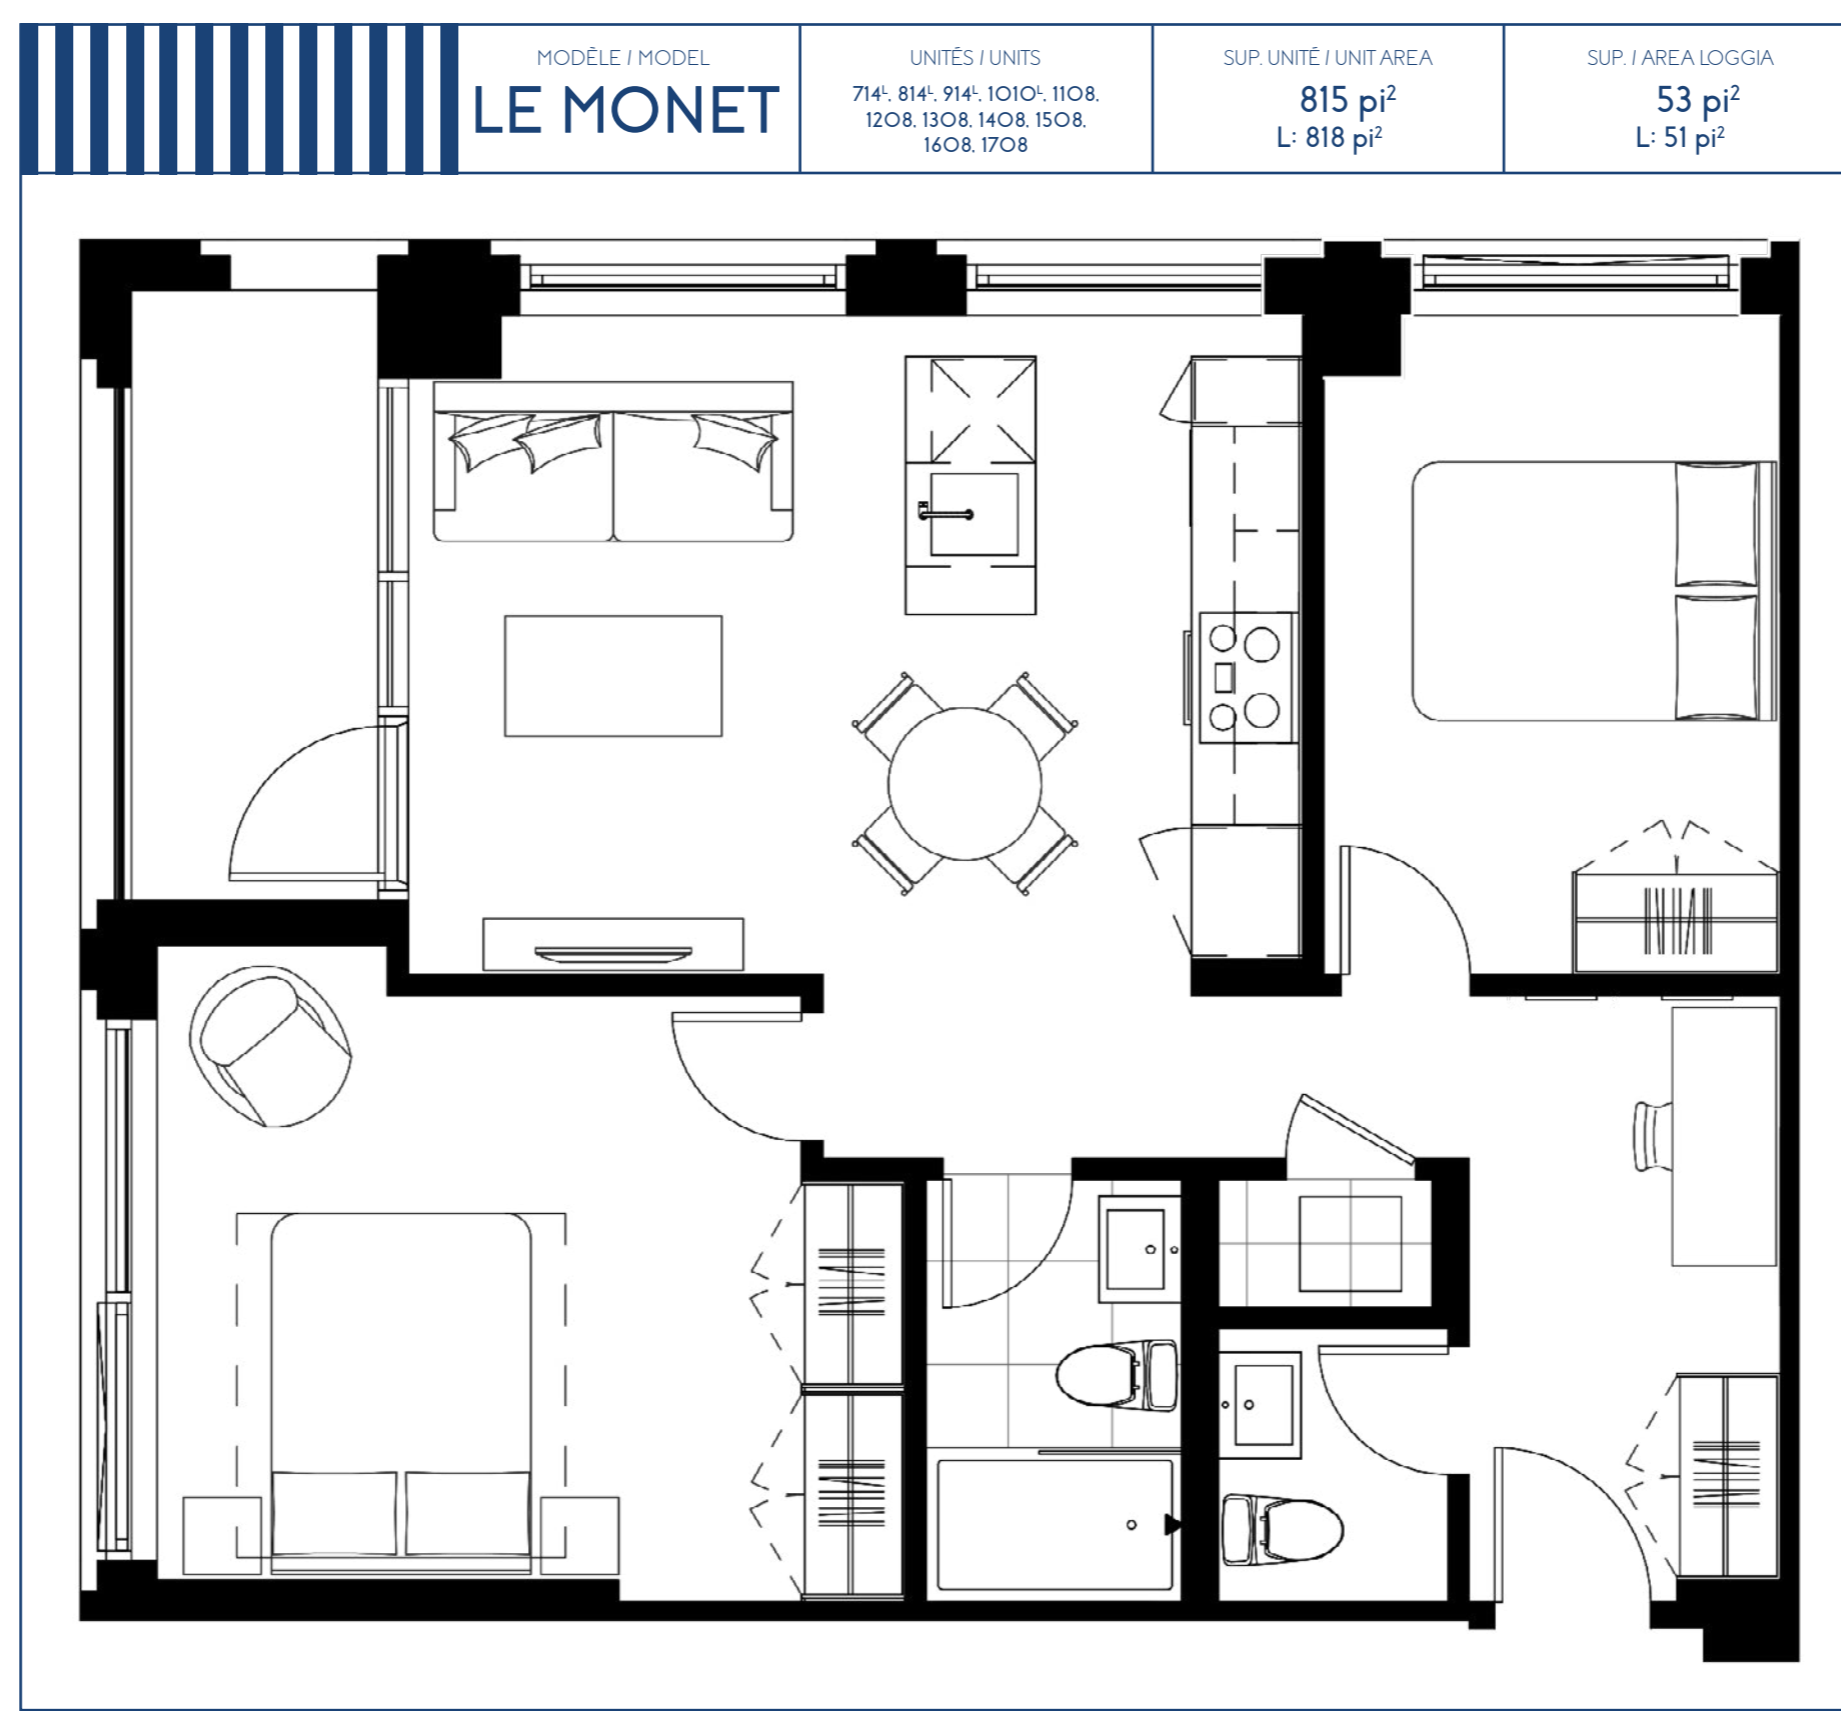 MODÈLE / MODEL
LE MONET
UNITÉS / UNITS
714ᴸ, 814ᴸ, 914ᴸ, 1010ᴸ, 1108,
1208, 1308, 1408, 1508,
1608, 1708
SUP. UNITÉ / UNIT AREA
815 pi²
L: 818 pi²
SUP. / AREA LOGGIA
53 pi²
L: 51 pi²